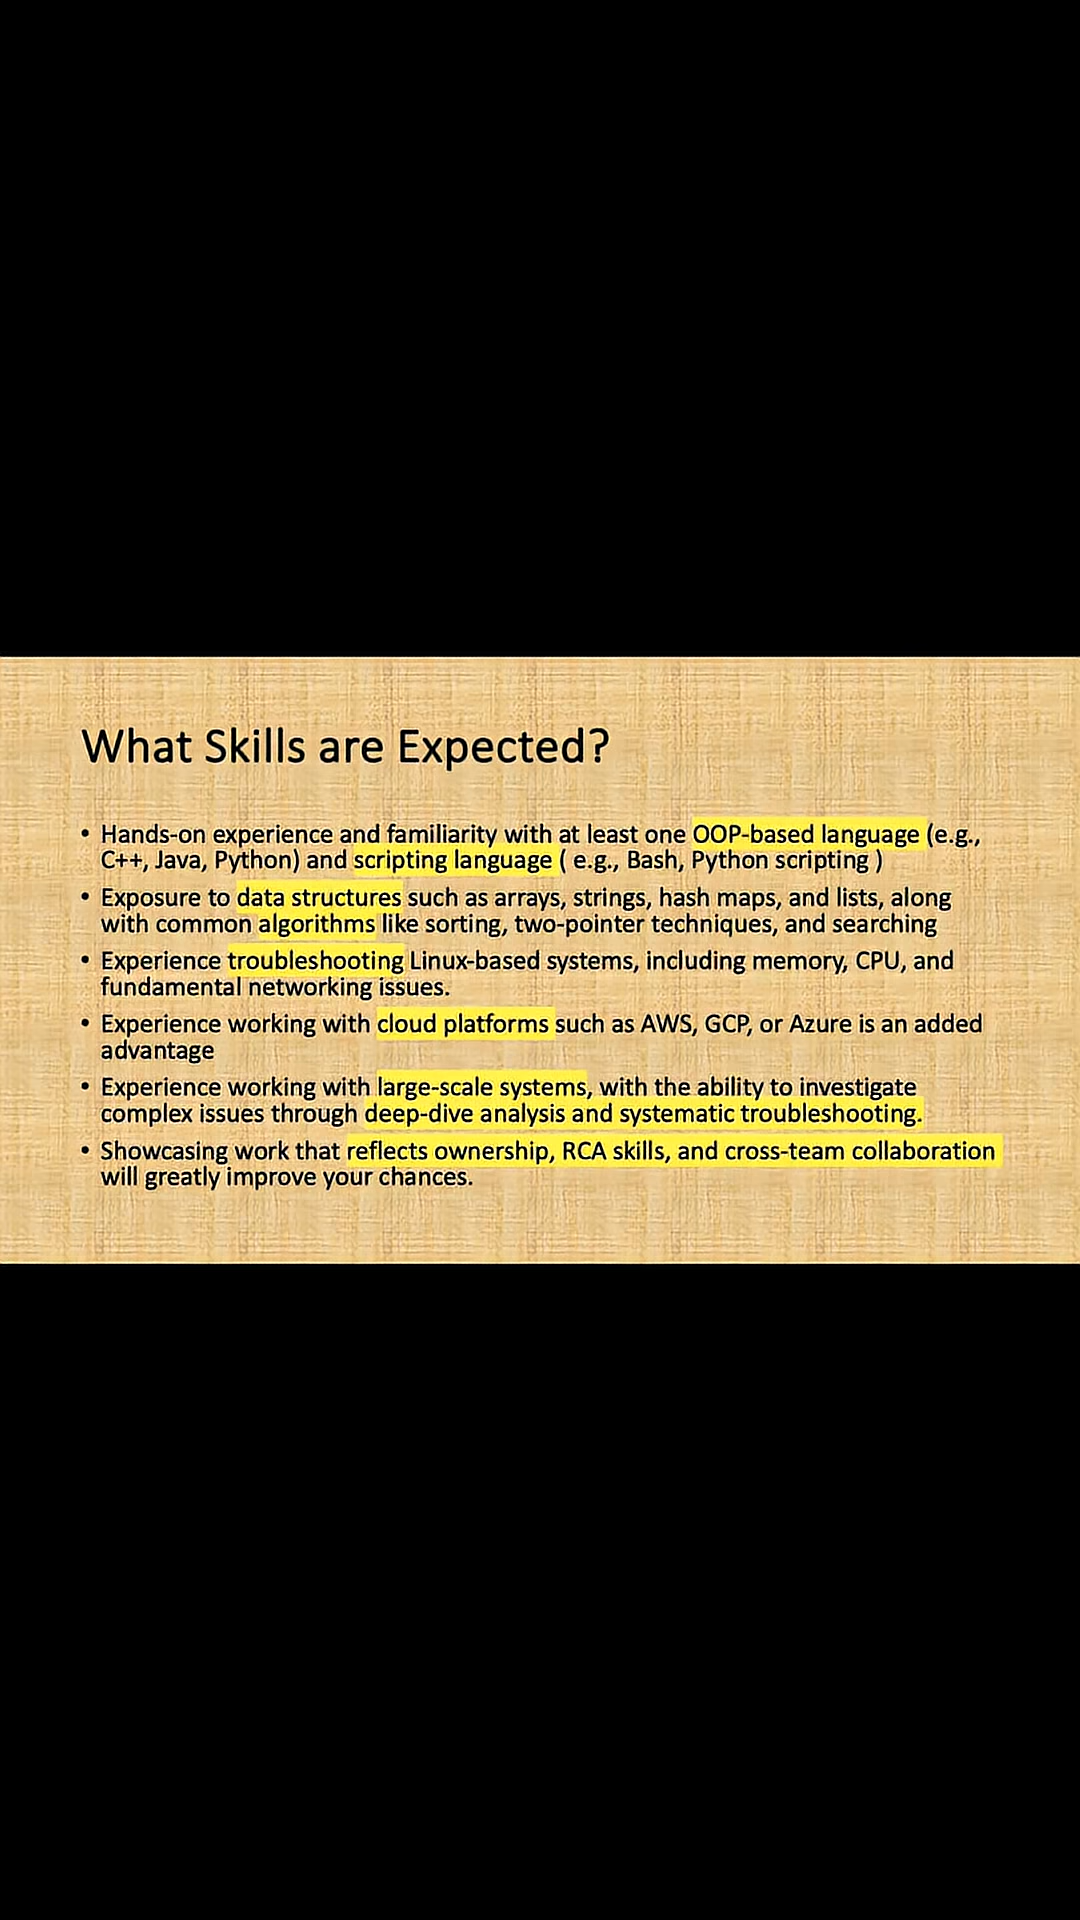 What Skills are Expected?
• Hands-on experience and familiarity with at least one OOP-based language (e.g.,
C++, Java, Python) and scripting language ( e.g., Bash, Python scripting )
• Exposure to data structures such as arrays, strings, hash maps, and lists, along
with common algorithms like sorting, two-pointer techniques, and searching
• Experience troubleshooting Linux-based systems, including memory, CPU, and
fundamental networking issues.
• Experience working with cloud platforms such as AWS, GCP, or Azure is an added
advantage
• Experience working with large-scale systems, with the ability to investigate
complex issues through deep-dive analysis and systematic troubleshooting.
• Showcasing work that reflects ownership, RCA skills, and cross-team collaboration
will greatly improve your chances.